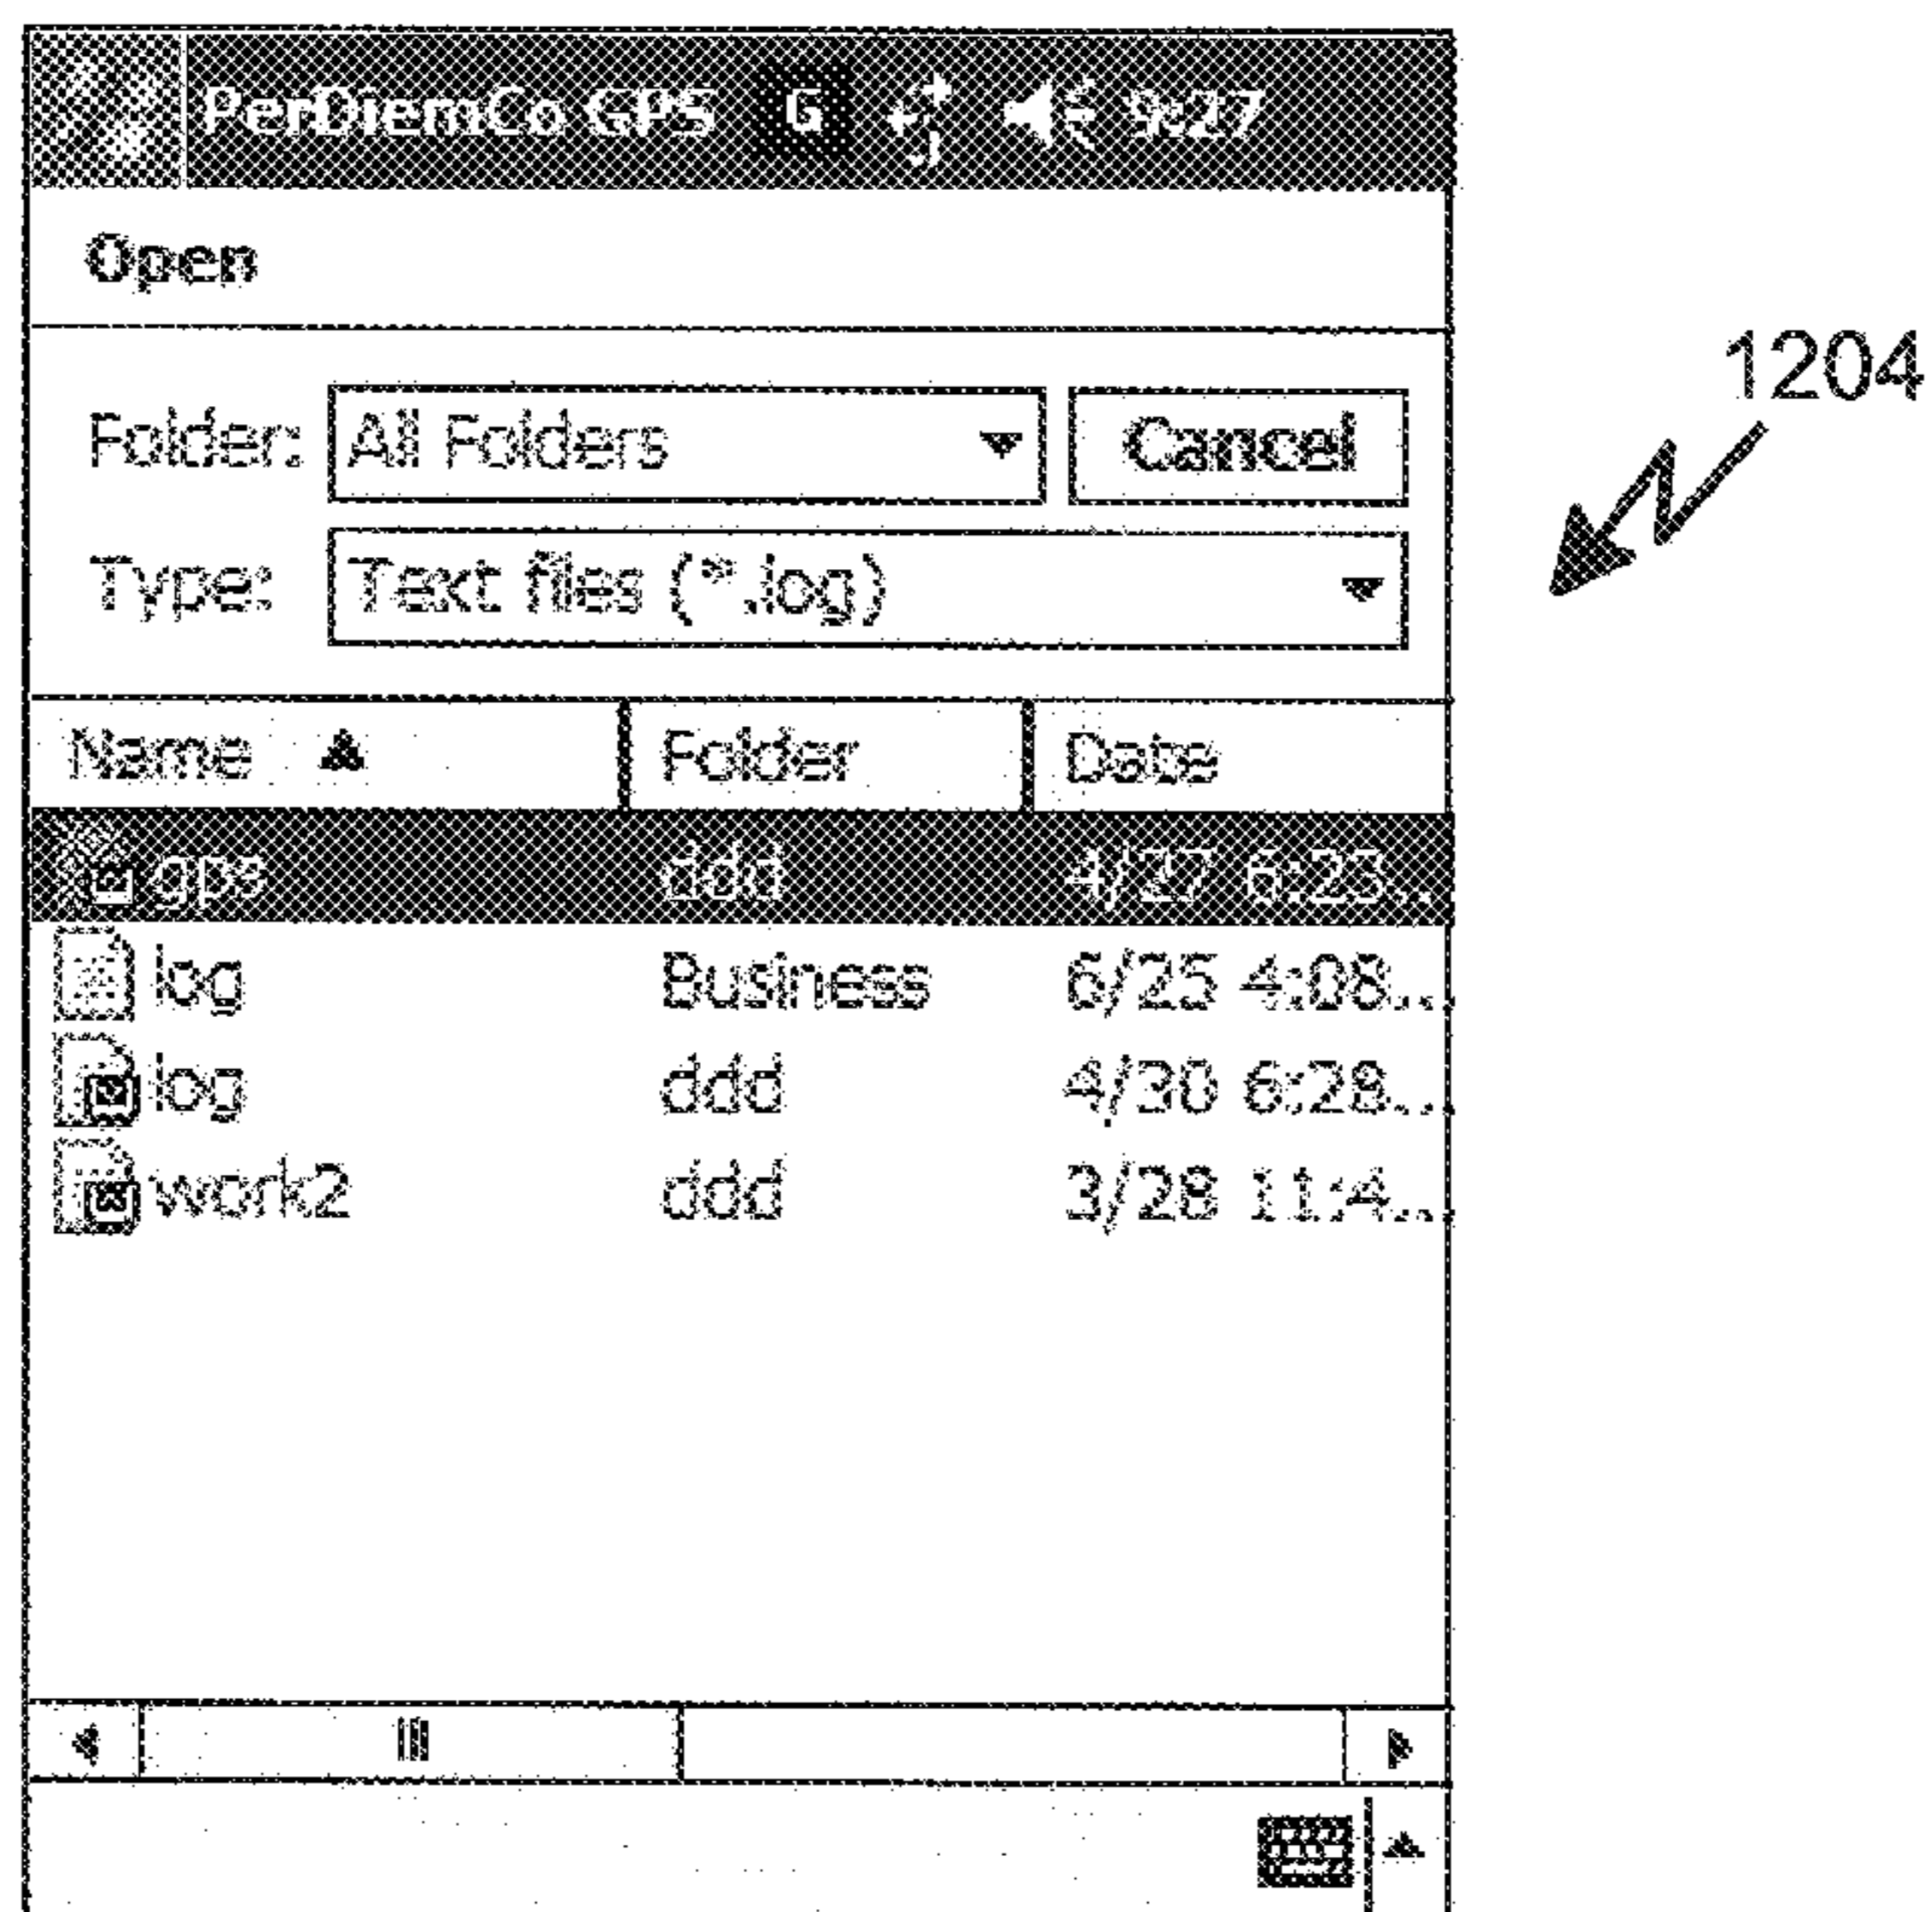 PerDiemCo GPS G 9:27
Open
1204
Folder: All Folders Cancel
Type: Text files (*.log)
Name Folder Date
gps ddd 4/27 6:23...
log Business 6/25 4:08...
log ddd 4/30 6:28...
work2 ddd 3/28 11:4...